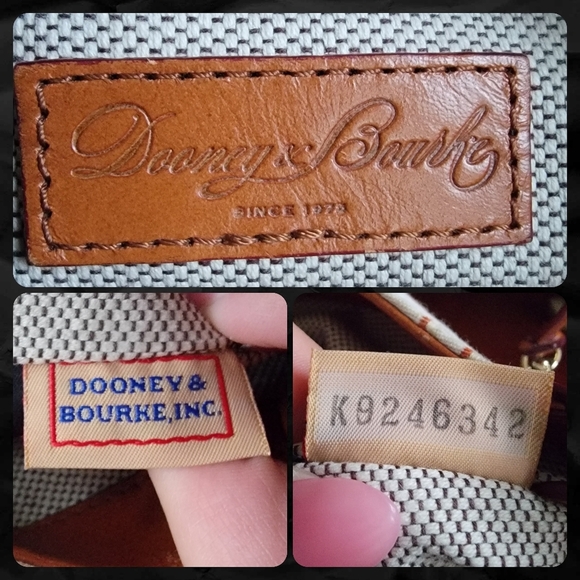 Dooney & Bourke
SINCE 1975
DOONEY &
BOURKE, INC.
K9246342